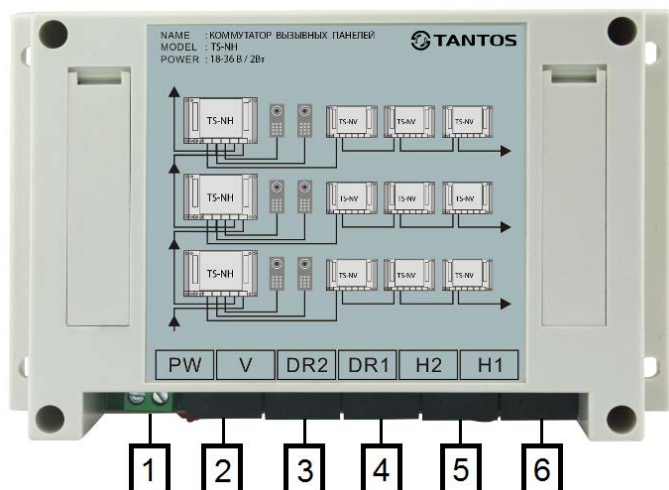 NAME : КОММУТАТОР ВЫЗЫВНЫХ ПАНЕЛЕЙ
MODEL : TS-NH
POWER : 18-36 В / 2Вт
TANTOS
TS-NH TS-NV TS-NV TS-NV
TS-NH TS-NV TS-NV TS-NV
TS-NH TS-NV TS-NV TS-NV
PW V DR2 DR1 H2 H1
1 2 3 4 5 6